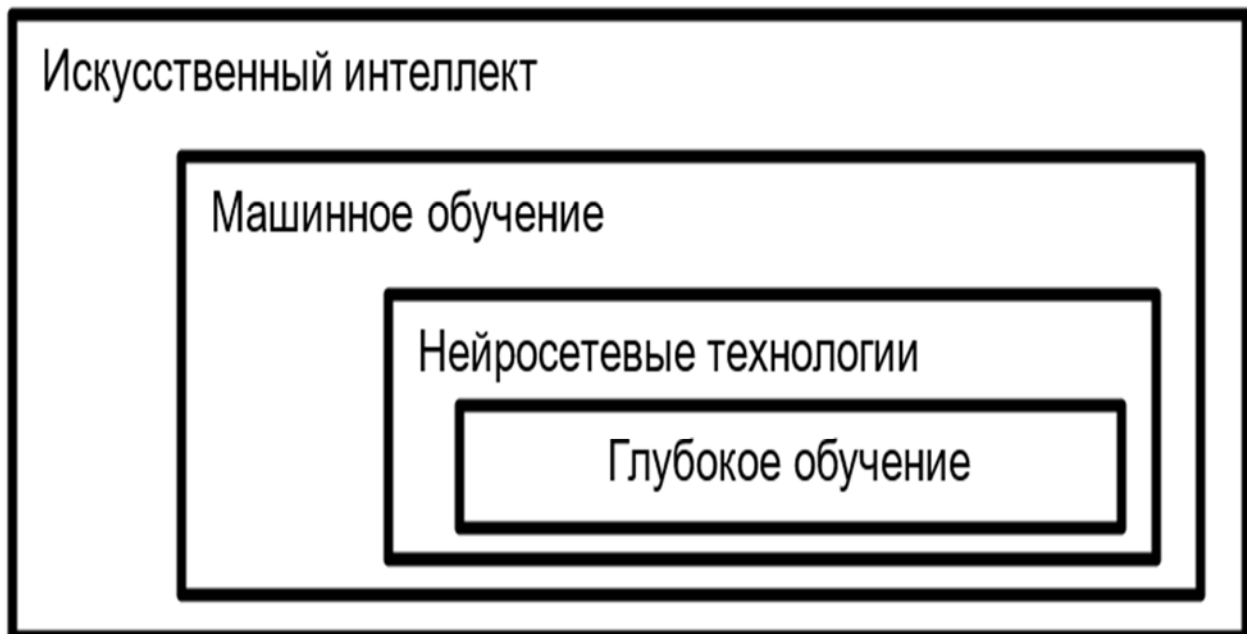 Искусственный интеллект
Машинное обучение
Нейросетевые технологии
Глубокое обучение